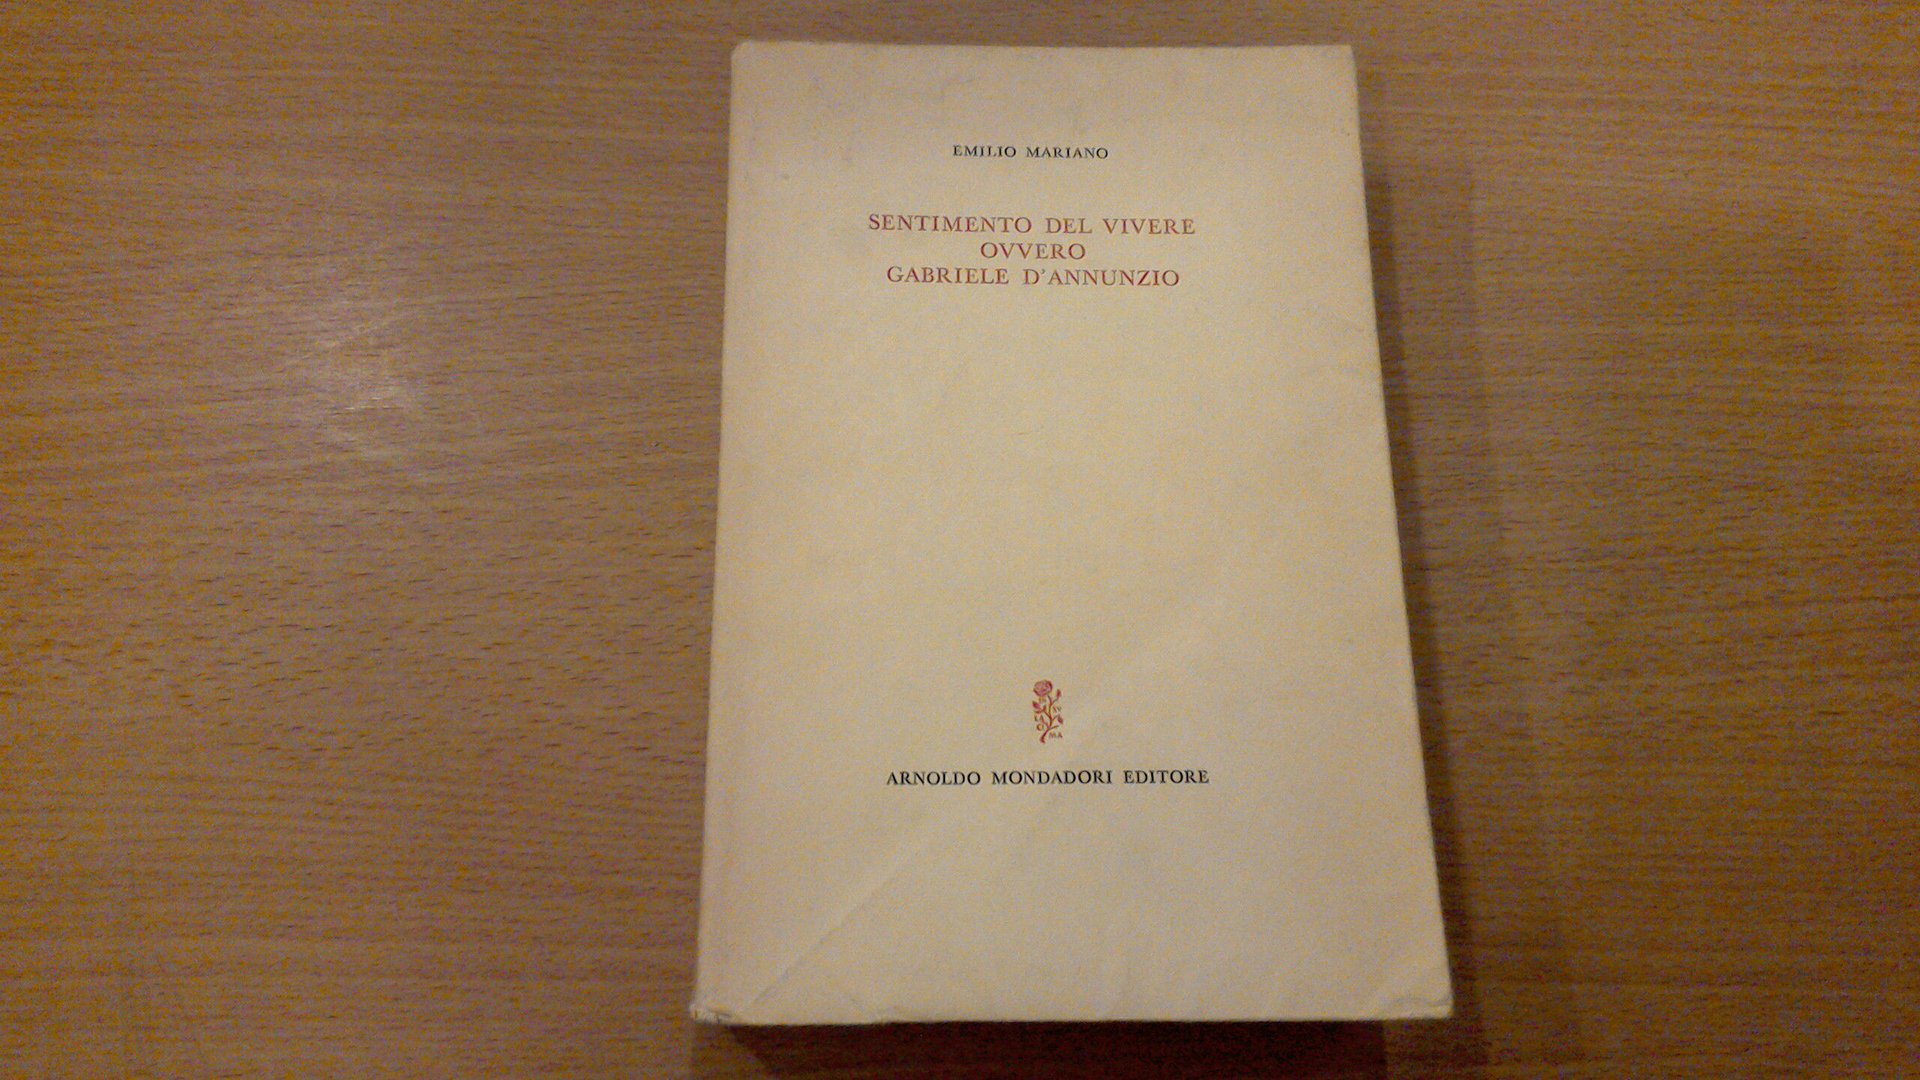 EMILIO MARIANO
SENTIMENTO DEL VIVERE
OVVERO
GABRIELE D'ANNUNZIO
ARNOLDO MONDADORI EDITORE